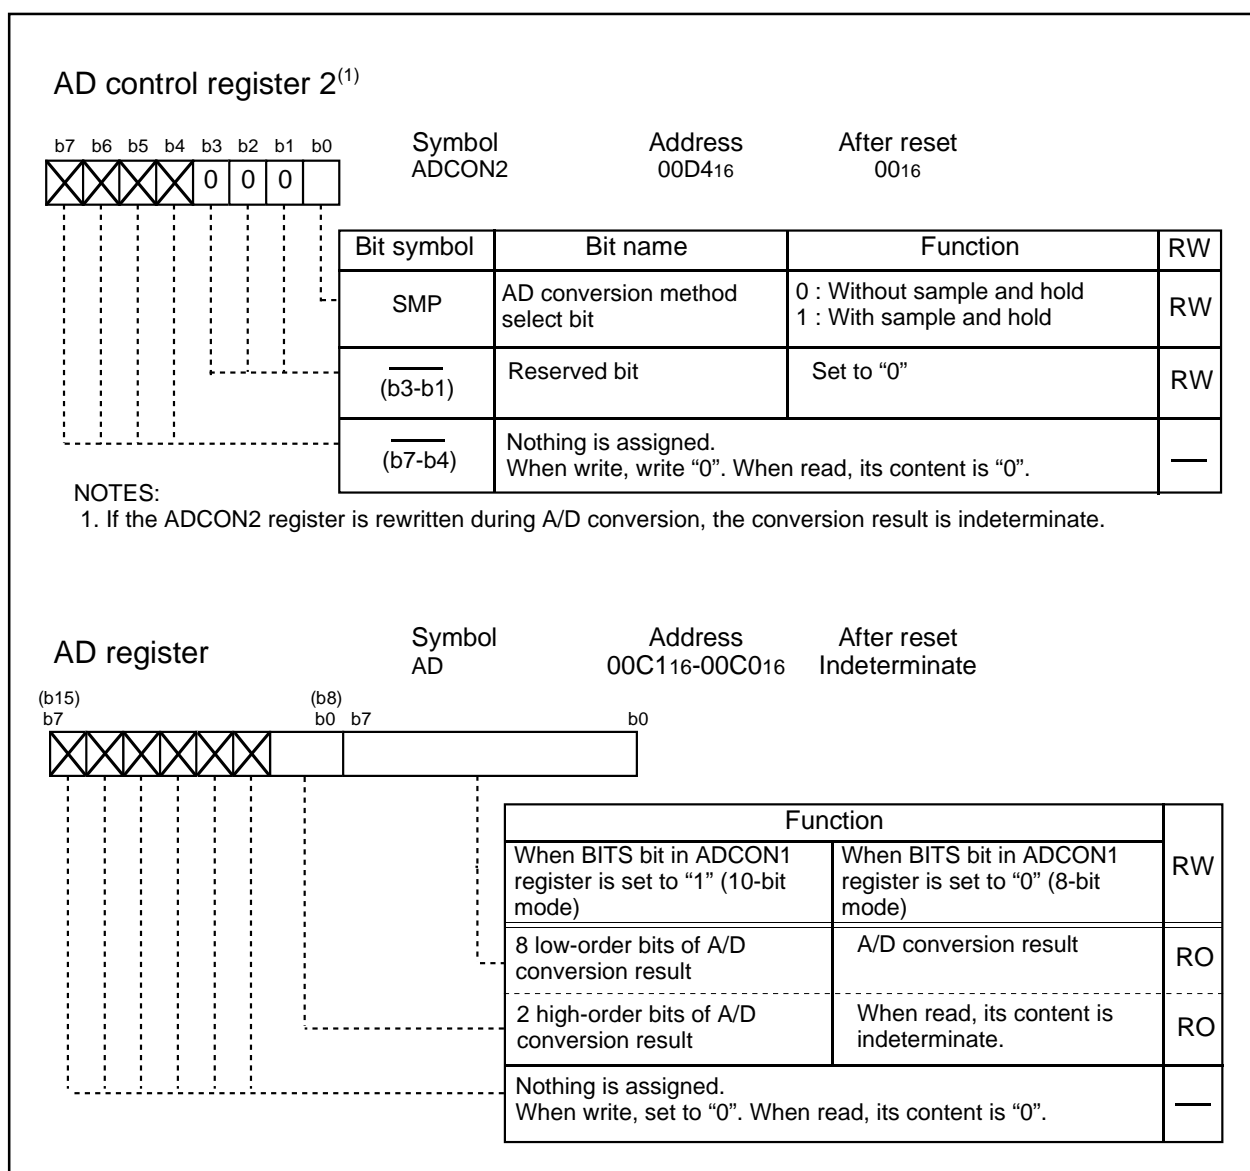 AD control register 2(1)
b7 b6 b5 b4 b3 b2 b1 b0
Symbol Address After reset
ADCON2 00D416 0016
0 0 0
Bit symbol Bit name Function RW
SMP AD conversion method select bit 0 : Without sample and hold RW
1 : With sample and hold
(b3-b1) Reserved bit Set to “0” RW
(b7-b4) Nothing is assigned.
When write, write “0”. When read, its content is “0”.
NOTES:
1. If the ADCON2 register is rewritten during A/D conversion, the conversion result is indeterminate.
AD register
Symbol Address After reset
AD 00C116-00C016 Indeterminate
(b15) (b8)
b7 b0 b7 b0
Function RW
When BITS bit in ADCON1 register is set to “1” (10-bit mode)
When BITS bit in ADCON1 register is set to “0” (8-bit mode)
8 low-order bits of A/D conversion result
A/D conversion result
RO
2 high-order bits of A/D conversion result
When read, its content is indeterminate.
RO
Nothing is assigned.
When write, set to “0”. When read, its content is “0”.